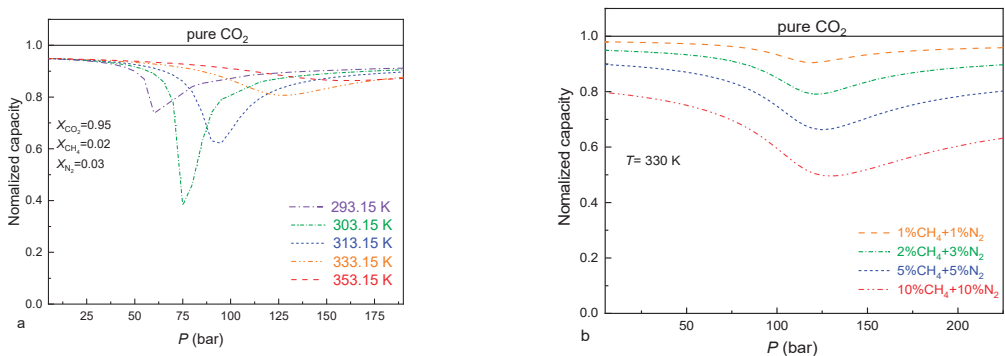 pure CO₂
1.0
0.8
0.6
0.4
0.2
0.0
Nomalized capacity
X_CO₂=0.95
X_CH₄=0.02
X_N₂=0.03
293.15 K
303.15 K
313.15 K
333.15 K
353.15 K
25 50 75 100 125 150 175
a
P (bar)
pure CO₂
1.0
0.8
0.6
0.4
0.2
0.0
Nomalized capacity
T= 330 K
1%CH₄+1%N₂
2%CH₄+3%N₂
5%CH₄+5%N₂
10%CH₄+10%N₂
50 100 150 200
b
P (bar)